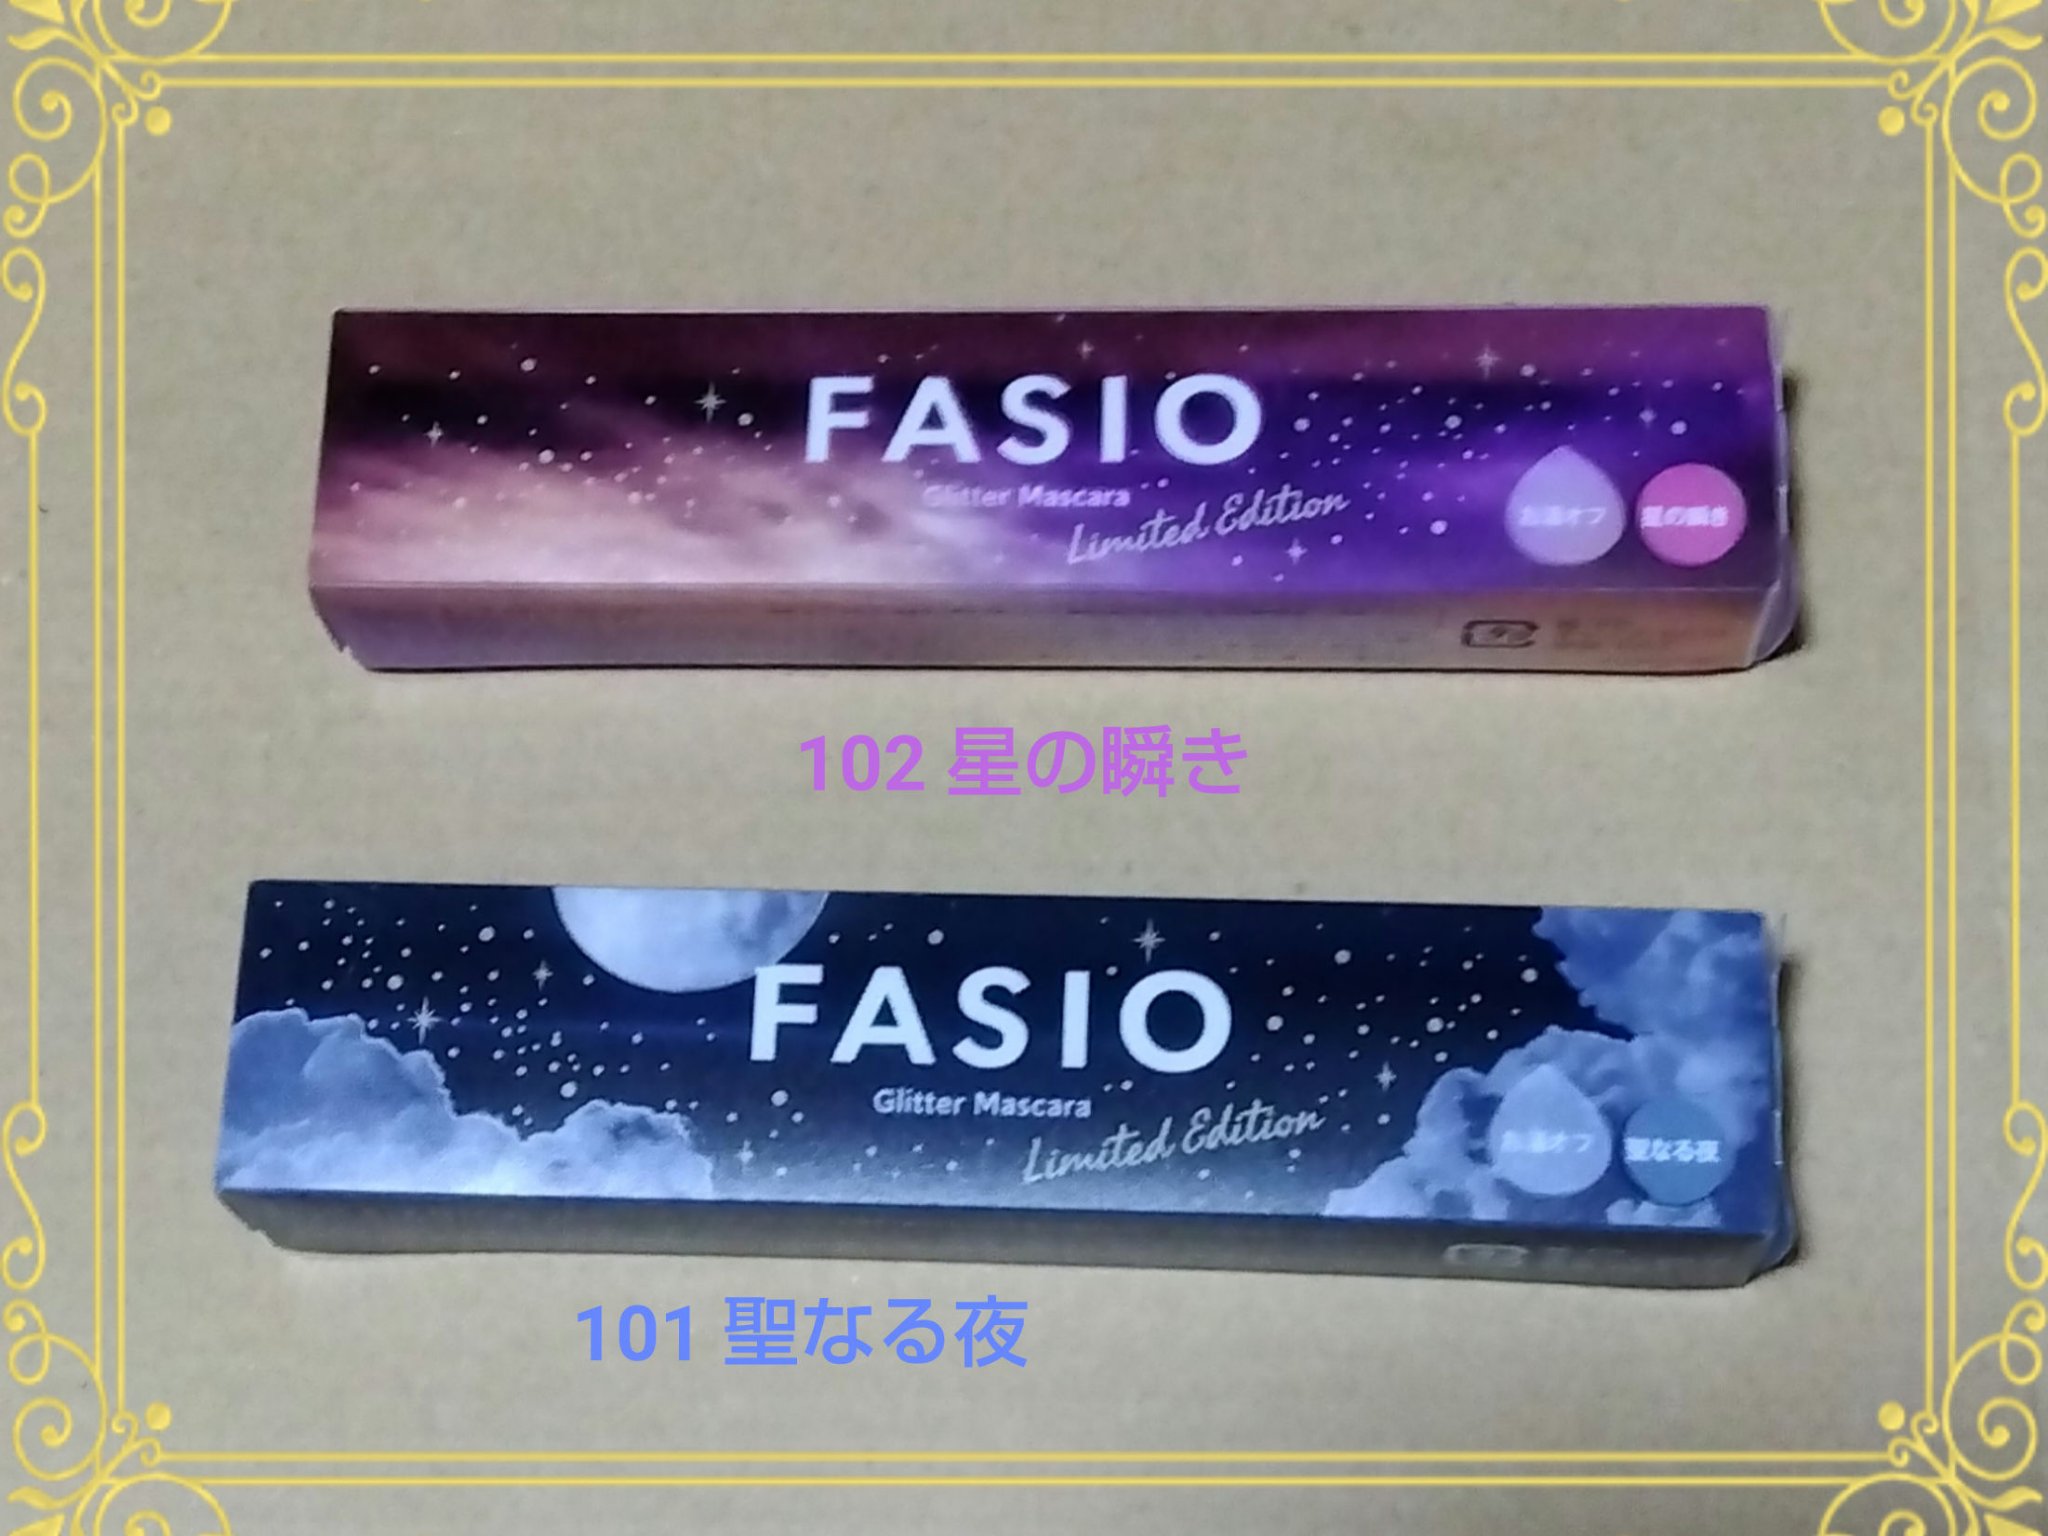 FASIO
Glitter Mascara
Limited Edition
お湯オフ
星の瞬き
102 星の瞬き
FASIO
Glitter Mascara
Limited Edition
お湯オフ
聖なる夜
101 聖なる夜